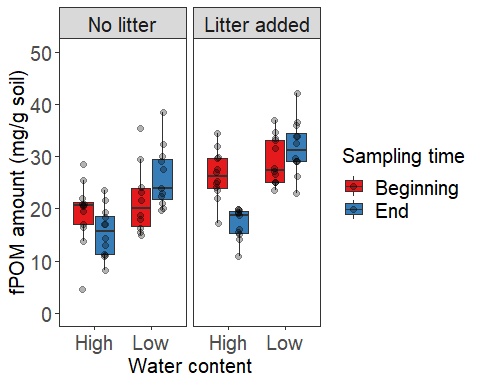 No litter
Litter added
fPOM amount (mg/g soil)
50
40
30
20
10
0
High
Low
High
Low
Water content
Sampling time
Beginning
End